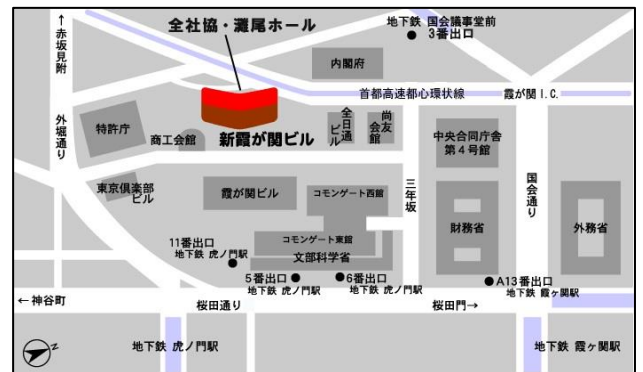 全社協・灘尾ホール
地下鉄 国会議事堂前
3番出口
←赤坂見附
内閣府
首都高速都心環状線
霞が関 I.C.
外堀通り
特許庁
商工会館
新霞が関ビル
全日通
ビル
尚友
会館
中央合同庁舎
第4号館
東京倶楽部
ビル
霞が関ビル
コモンゲート西館
三年坂
国会通り
財務省
外務省
コモンゲート東館
文部科学省
11番出口
地下鉄 虎ノ門駅
5番出口
地下鉄 虎ノ門駅
6番出口
地下鉄 虎ノ門駅
A13番出口
地下鉄 霞ヶ関駅
←神谷町
桜田通り
桜田門→
N
地下鉄 虎ノ門駅
地下鉄 霞ヶ関駅